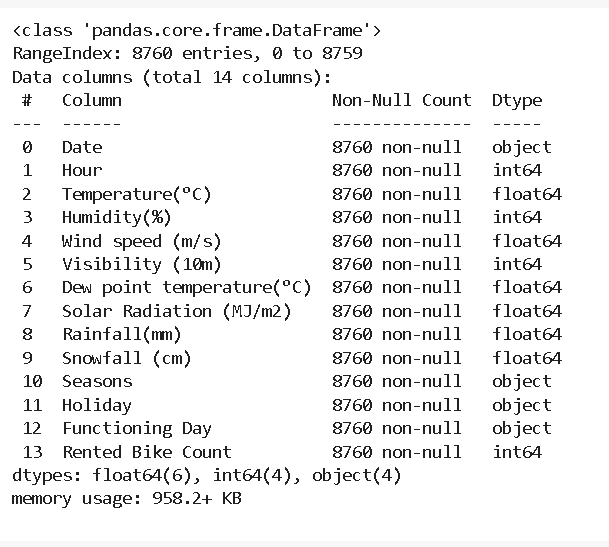 <class 'pandas.core.frame.DataFrame'>
RangeIndex: 8760 entries, 0 to 8759
Data columns (total 14 columns):
 #   Column                     Non-Null Count  Dtype
---  ------                     --------------  -----
 0   Date                       8760 non-null   object
 1   Hour                       8760 non-null   int64
 2   Temperature(°C)            8760 non-null   float64
 3   Humidity(%)                8760 non-null   int64
 4   Wind speed (m/s)           8760 non-null   float64
 5   Visibility (10m)           8760 non-null   int64
 6   Dew point temperature(°C)  8760 non-null   float64
 7   Solar Radiation (MJ/m2)    8760 non-null   float64
 8   Rainfall(mm)               8760 non-null   float64
 9   Snowfall (cm)              8760 non-null   float64
 10  Seasons                    8760 non-null   object
 11  Holiday                    8760 non-null   object
 12  Functioning Day            8760 non-null   object
 13  Rented Bike Count          8760 non-null   int64
dtypes: float64(6), int64(4), object(4)
memory usage: 958.2+ KB